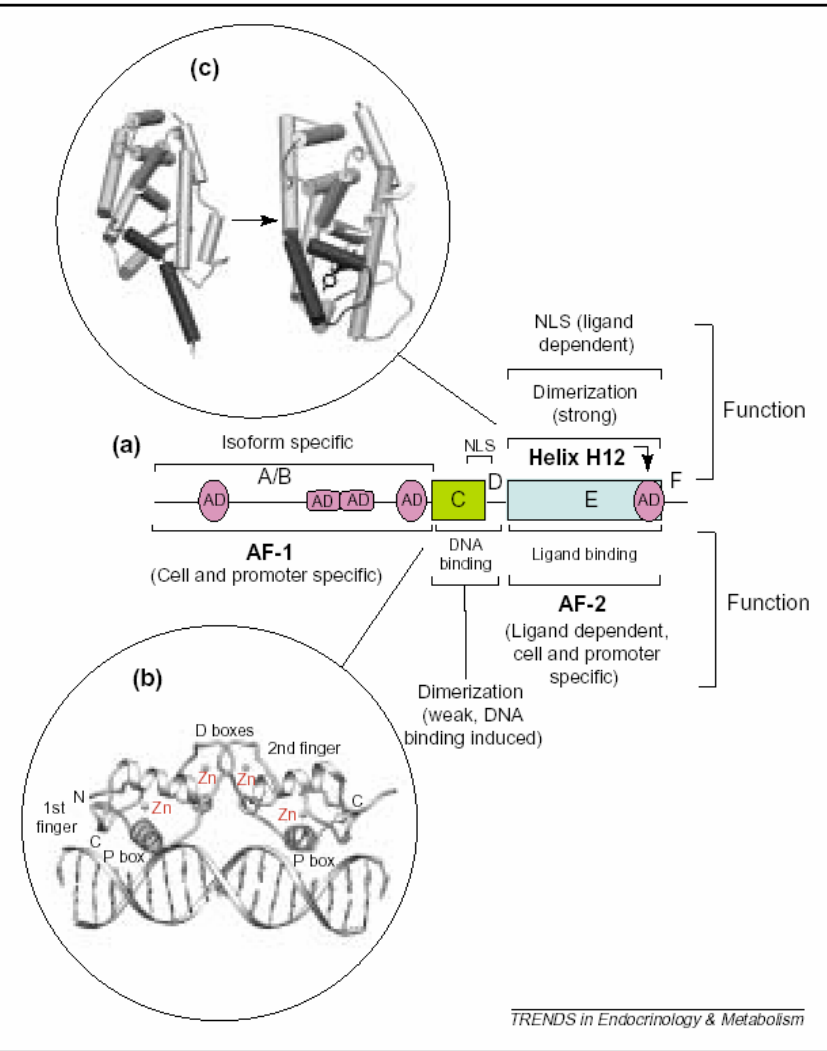 (c)
NLS (ligand
dependent)
Dimerization
(strong)
Function
(a)
Isoform specific
NLS
Helix H12
A/B
D
F
AD
AD
AD
AD
C
E
AD
AF-1
(Cell and promoter specific)
DNA
binding
Ligand binding
AF-2
(Ligand dependent,
cell and promoter
specific)
Function
Dimerization
(weak, DNA
binding induced)
(b)
D boxes
2nd finger
Zn
Zn
N
Zn
Zn
C
1st
finger
C
P box
P box
TRENDS in Endocrinology & Metabolism